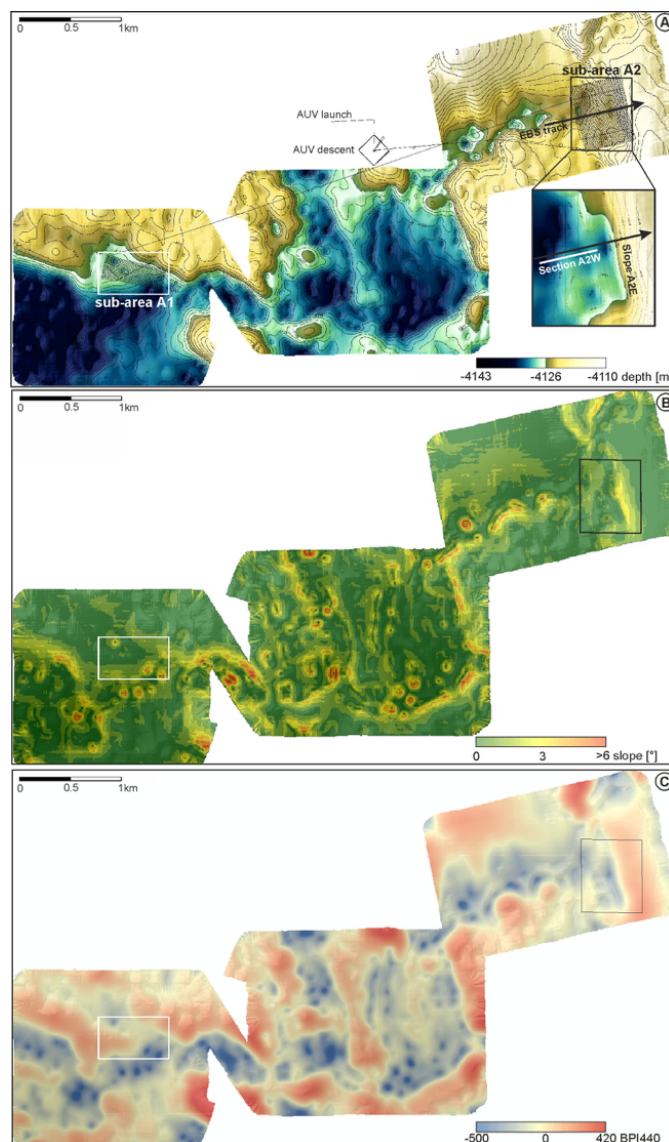 0 0.5 1km
A
sub-area A2
AUV launch
EBS track
AUV descent
Section A2W
Slope A2E
sub-area A1
-4143 -4126 -4110 depth [m]
0 0.5 1km
B
0 3 >6 slope [°]
0 0.5 1km
C
-500 0 420 BPI440